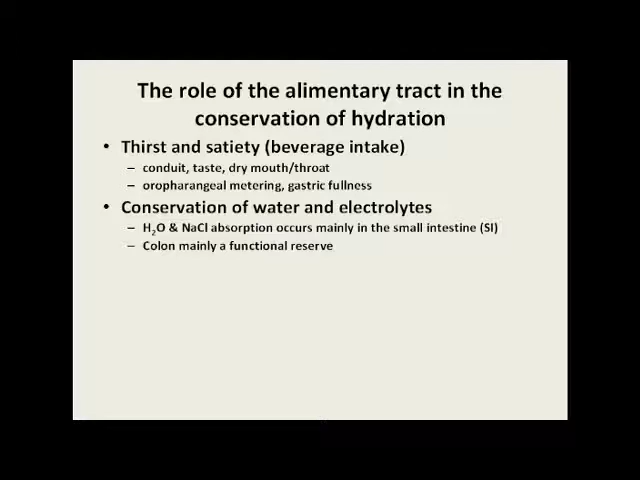 The role of the alimentary tract in the
conservation of hydration
• Thirst and satiety (beverage intake)
– conduit, taste, dry mouth/throat
– oropharangeal metering, gastric fullness
• Conservation of water and electrolytes
– H₂O & NaCl absorption occurs mainly in the small intestine (SI)
– Colon mainly a functional reserve